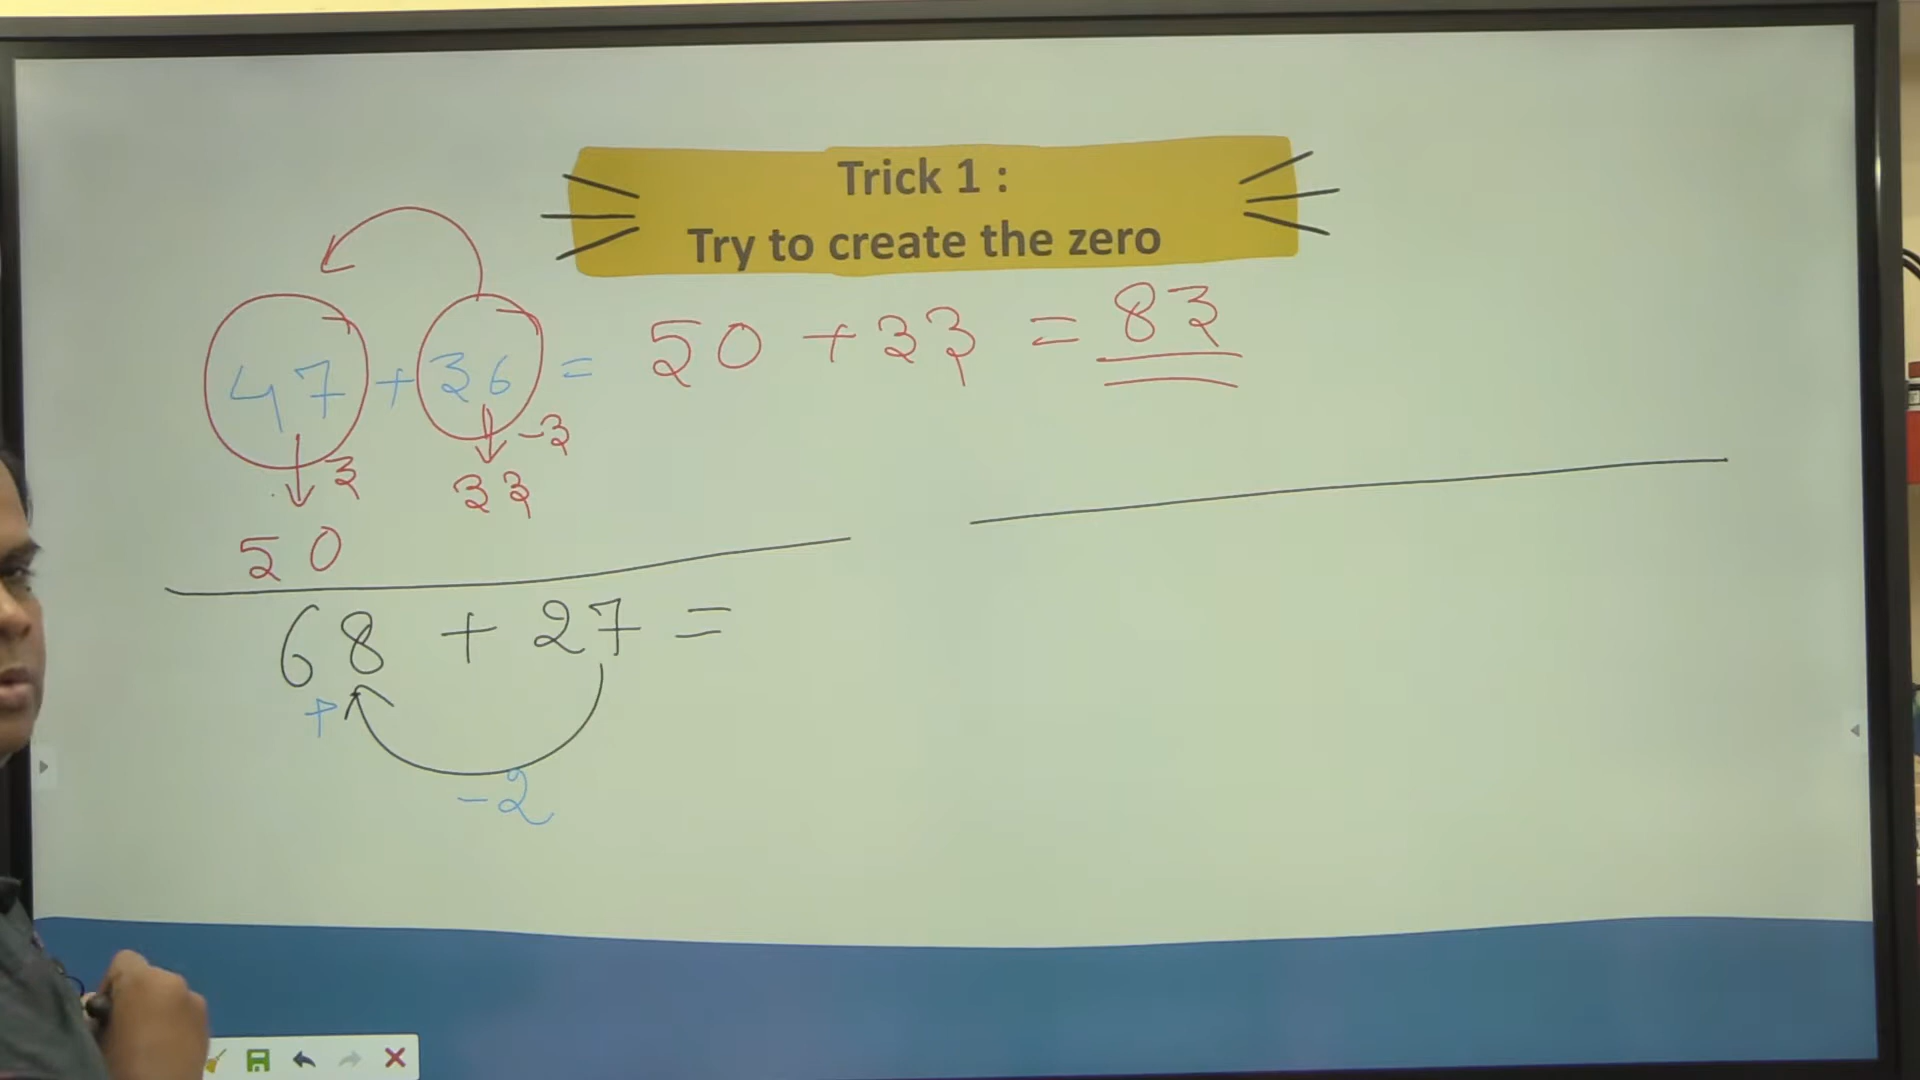 Trick 1 :
Try to create the zero
47 + 36 = 50 + 33 = 83
3 -3
33
50
68 + 27 =
+
-2